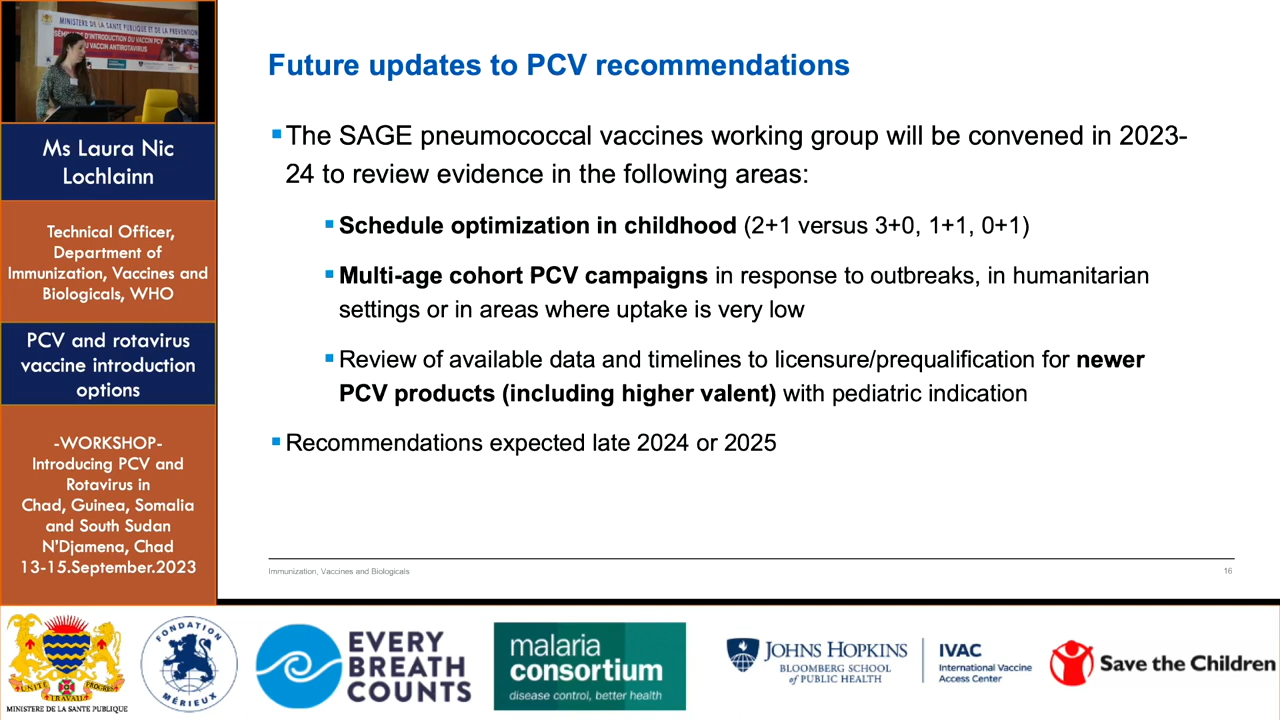 MINISTERE DE LA SANTE PUBLIQUE ET DE LA PREVENTION
SÉMINAIRE D'INTRODUCTION DU VACCIN PCV
DU VACCIN ANTIROTAVIRUS
Ms Laura Nic
Lochlainn
Technical Officer,
Department of
Immunization, Vaccines and
Biologicals, WHO
PCV and rotavirus
vaccine introduction
options
-WORKSHOP-
Introducing PCV and
Rotavirus in
Chad, Guinea, Somalia
and South Sudan
N'Djamena, Chad
13-15.September.2023
Future updates to PCV recommendations
The SAGE pneumococcal vaccines working group will be convened in 2023-
24 to review evidence in the following areas:
Schedule optimization in childhood (2+1 versus 3+0, 1+1, 0+1)
Multi-age cohort PCV campaigns in response to outbreaks, in humanitarian
settings or in areas where uptake is very low
Review of available data and timelines to licensure/prequalification for newer
PCV products (including higher valent) with pediatric indication
Recommendations expected late 2024 or 2025
Immunization, Vaccines and Biologicals
16
UNITE TRAVAIL PROGRES
MINISTERE DE LA SANTE PUBLIQUE
FONDATION
MÉRIEUX
EVERY
BREATH
COUNTS
malaria
consortium
disease control, better health
JOHNS HOPKINS
BLOOMBERG SCHOOL
of PUBLIC HEALTH
IVAC
International Vaccine
Access Center
Save the Children